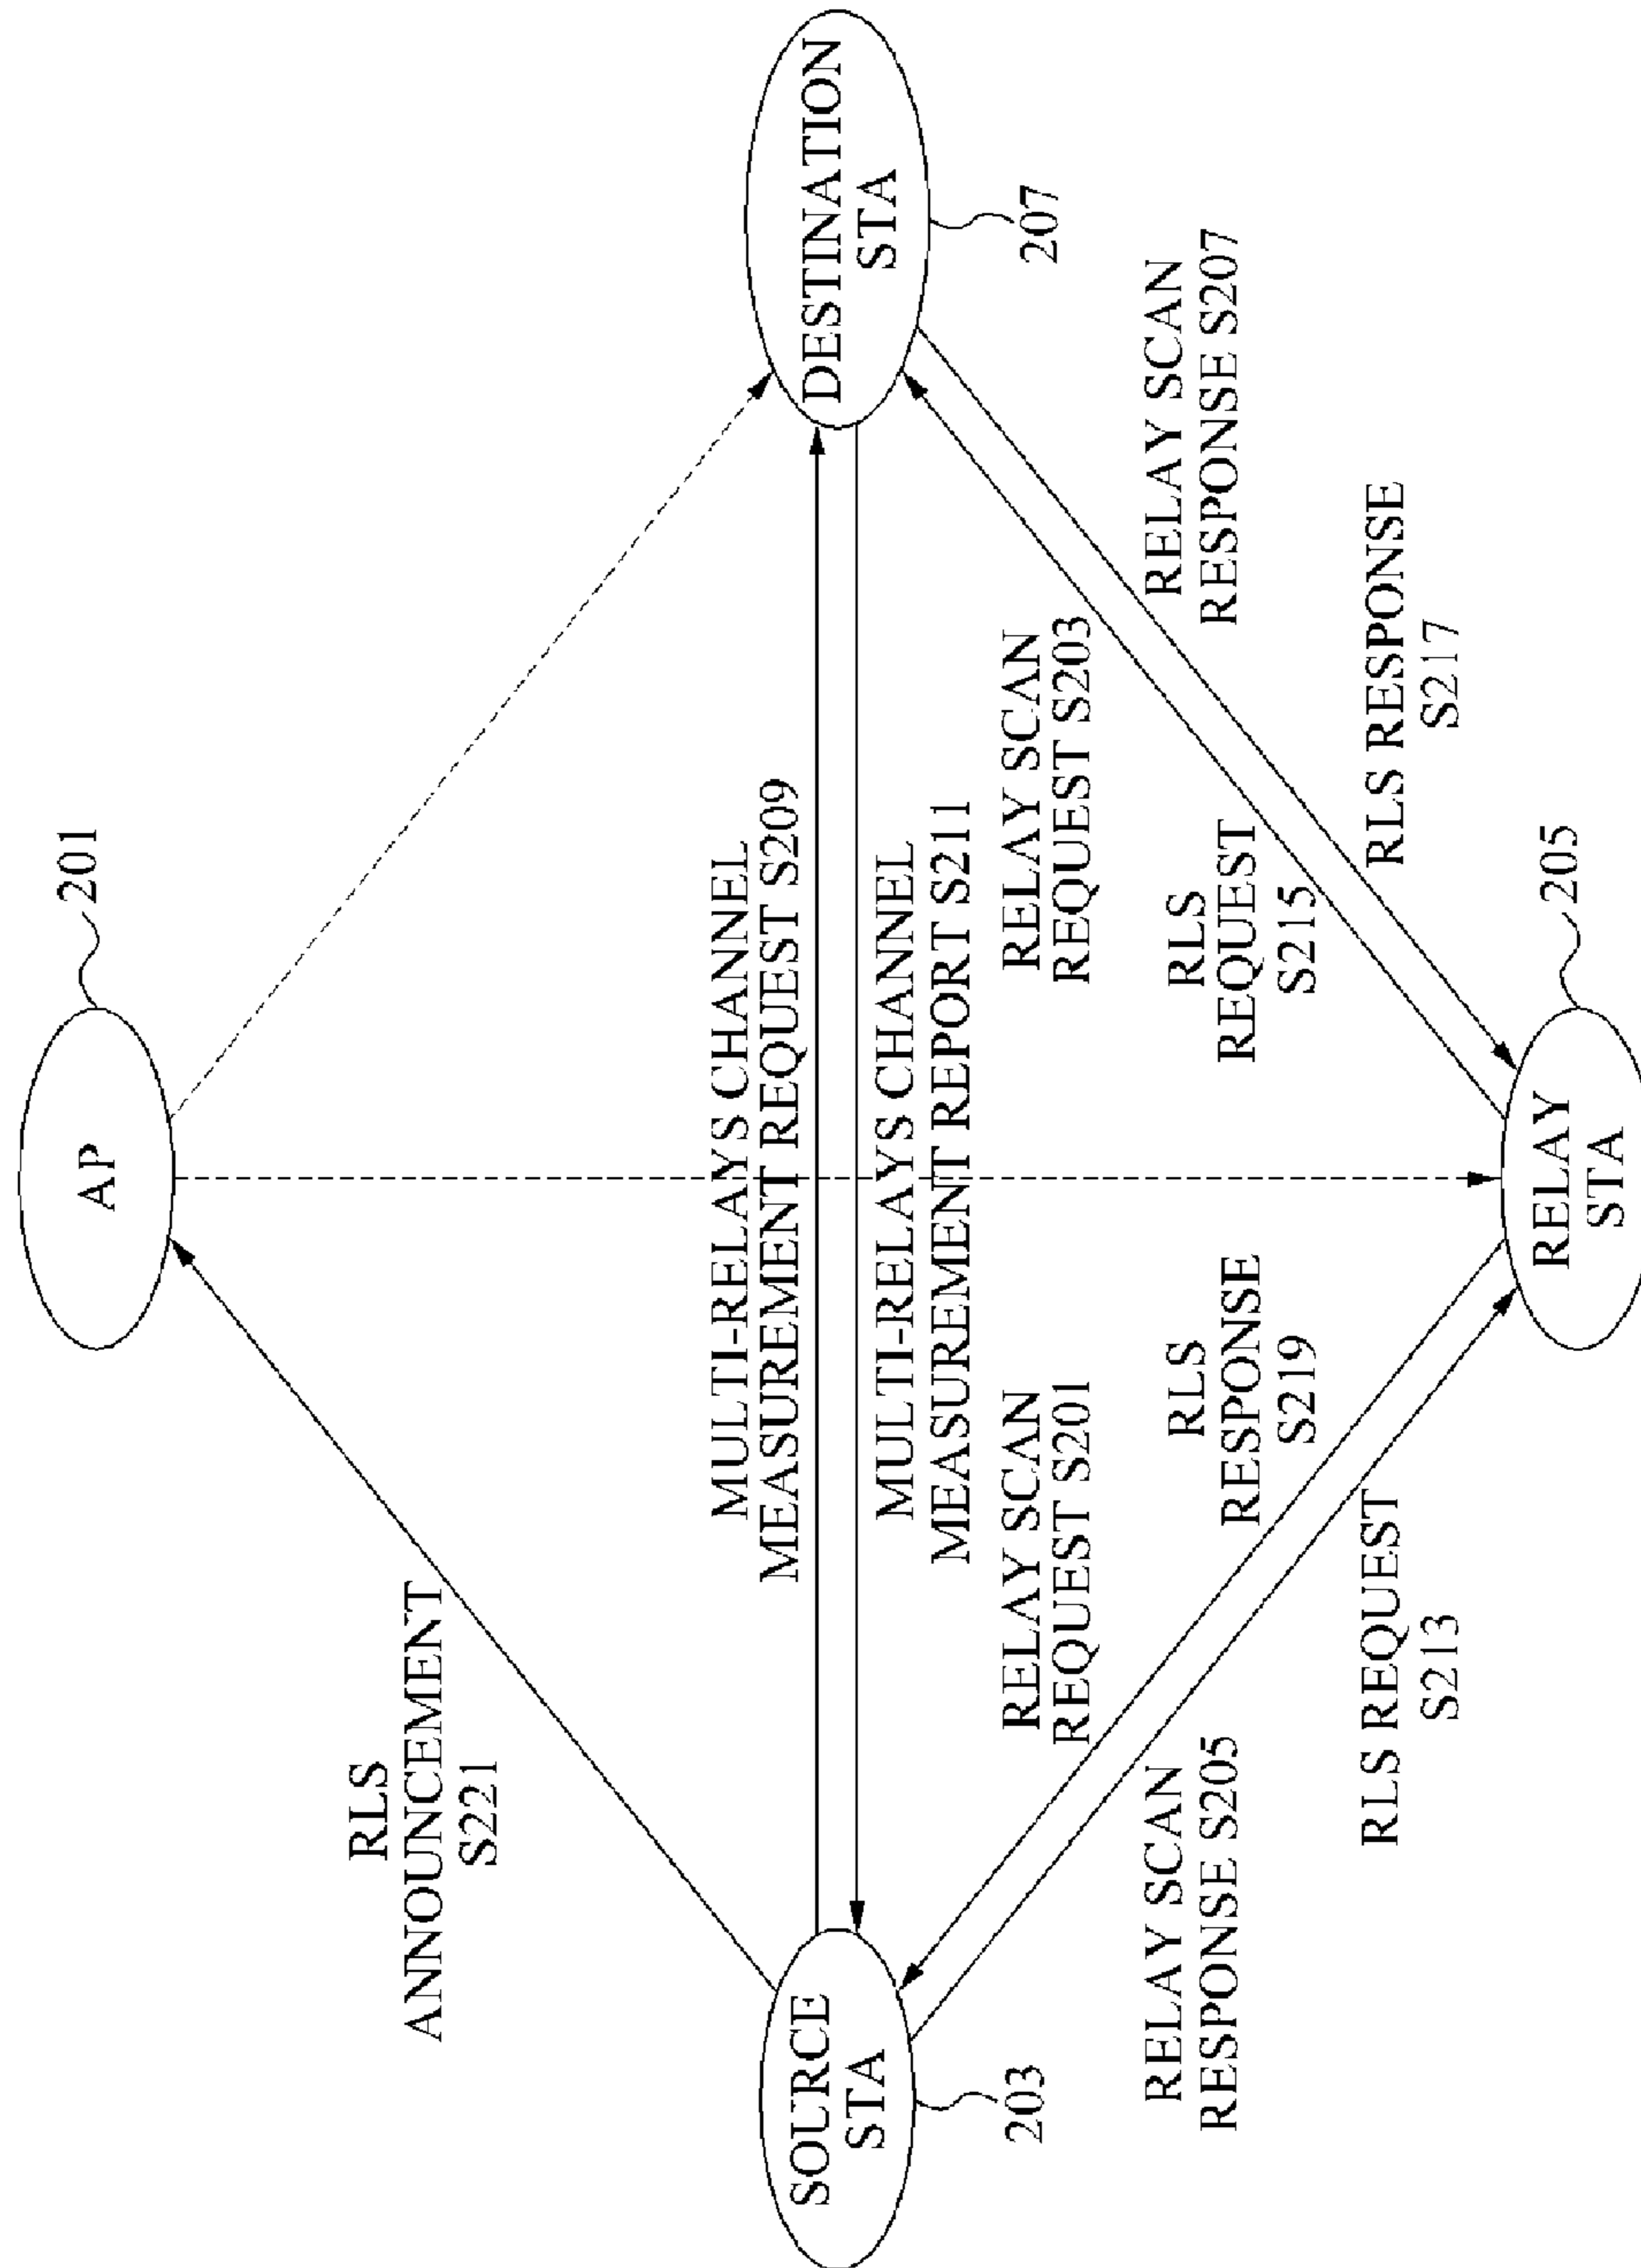 201
AP
RLS
ANNOUNCEMENT
S221
MULTI-RELAYS CHANNEL
MEASUREMENT REQUEST S209
SOURCE
STA
203
DESTINATION
STA
207
MULTI-RELAYS CHANNEL
MEASUREMENT REPORT S211
RELAY SCAN
REQUEST S201
RELAY SCAN
REQUEST S203
RELAY SCAN
RESPONSE S205
RLS
RESPONSE
S219
RLS
REQUEST
S215
RELAY SCAN
RESPONSE S207
RLS REQUEST
S213
RLS RESPONSE
S217
RELAY
STA
205